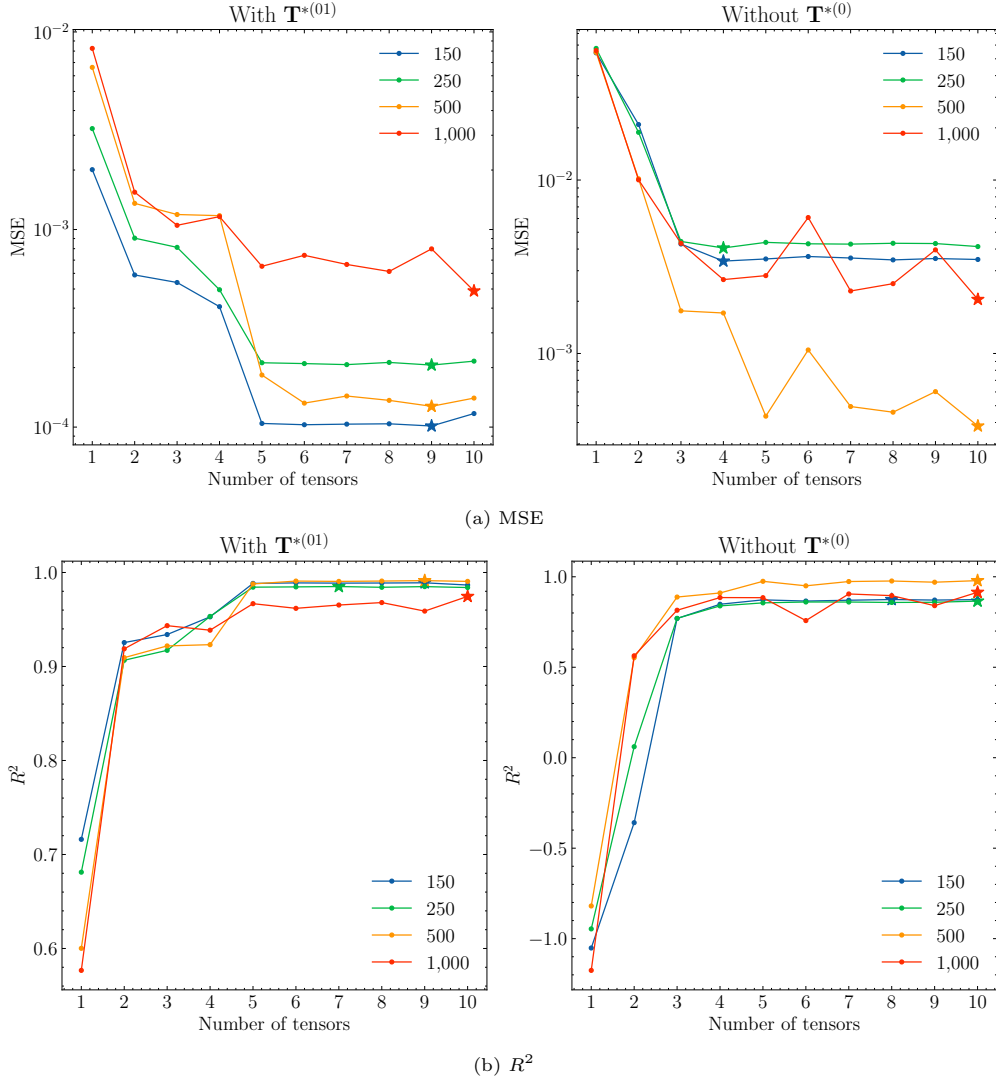 With T*(01)
10⁻²
10⁻³
10⁻⁴
MSE
150
250
500
1,000
1 2 3 4 5 6 7 8 9 10
Number of tensors
Without T*(0)
10⁻²
10⁻³
MSE
150
250
500
1,000
1 2 3 4 5 6 7 8 9 10
Number of tensors
(a) MSE
With T*(01)
1.0
0.9
0.8
0.7
0.6
R²
150
250
500
1,000
1 2 3 4 5 6 7 8 9 10
Number of tensors
Without T*(0)
1.0
0.5
0.0
−0.5
−1.0
R²
150
250
500
1,000
1 2 3 4 5 6 7 8 9 10
Number of tensors
(b) R²